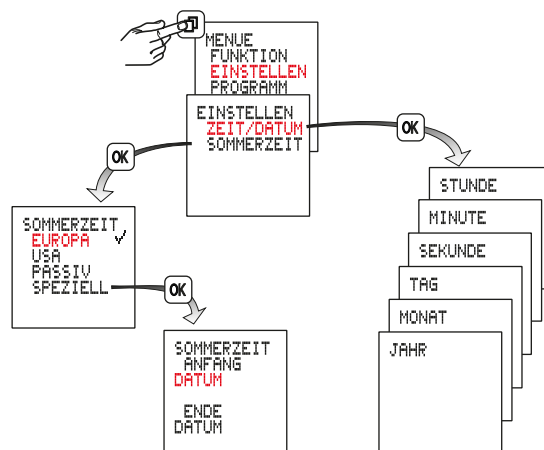 MENUE
FUNKTION
EINSTELLEN
PROGRAMM
EINSTELLEN
ZEIT/DATUM
SOMMERZEIT
OK
OK
SOMMERZEIT
EUROPA
USA
PASSIV
SPEZIELL
OK
SOMMERZEIT
ANFANG
DATUM
ENDE
DATUM
STUNDE
MINUTE
SEKUNDE
TAG
MONAT
JAHR